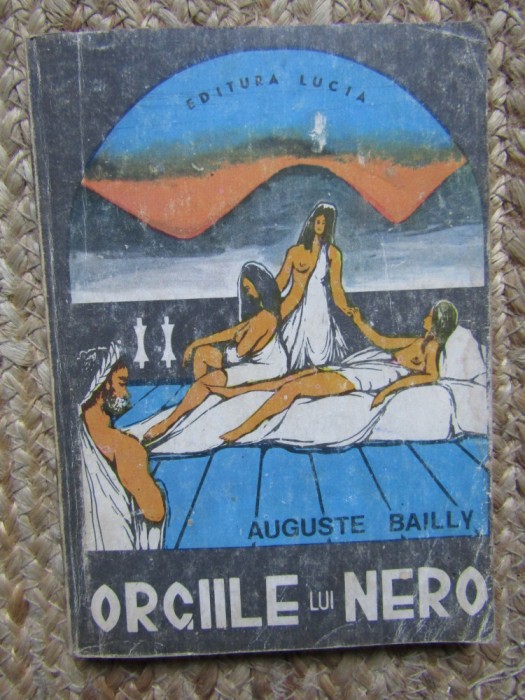 EDITURA LUCIA
AUGUSTE BAILLY
ORGIILE LUI NERO